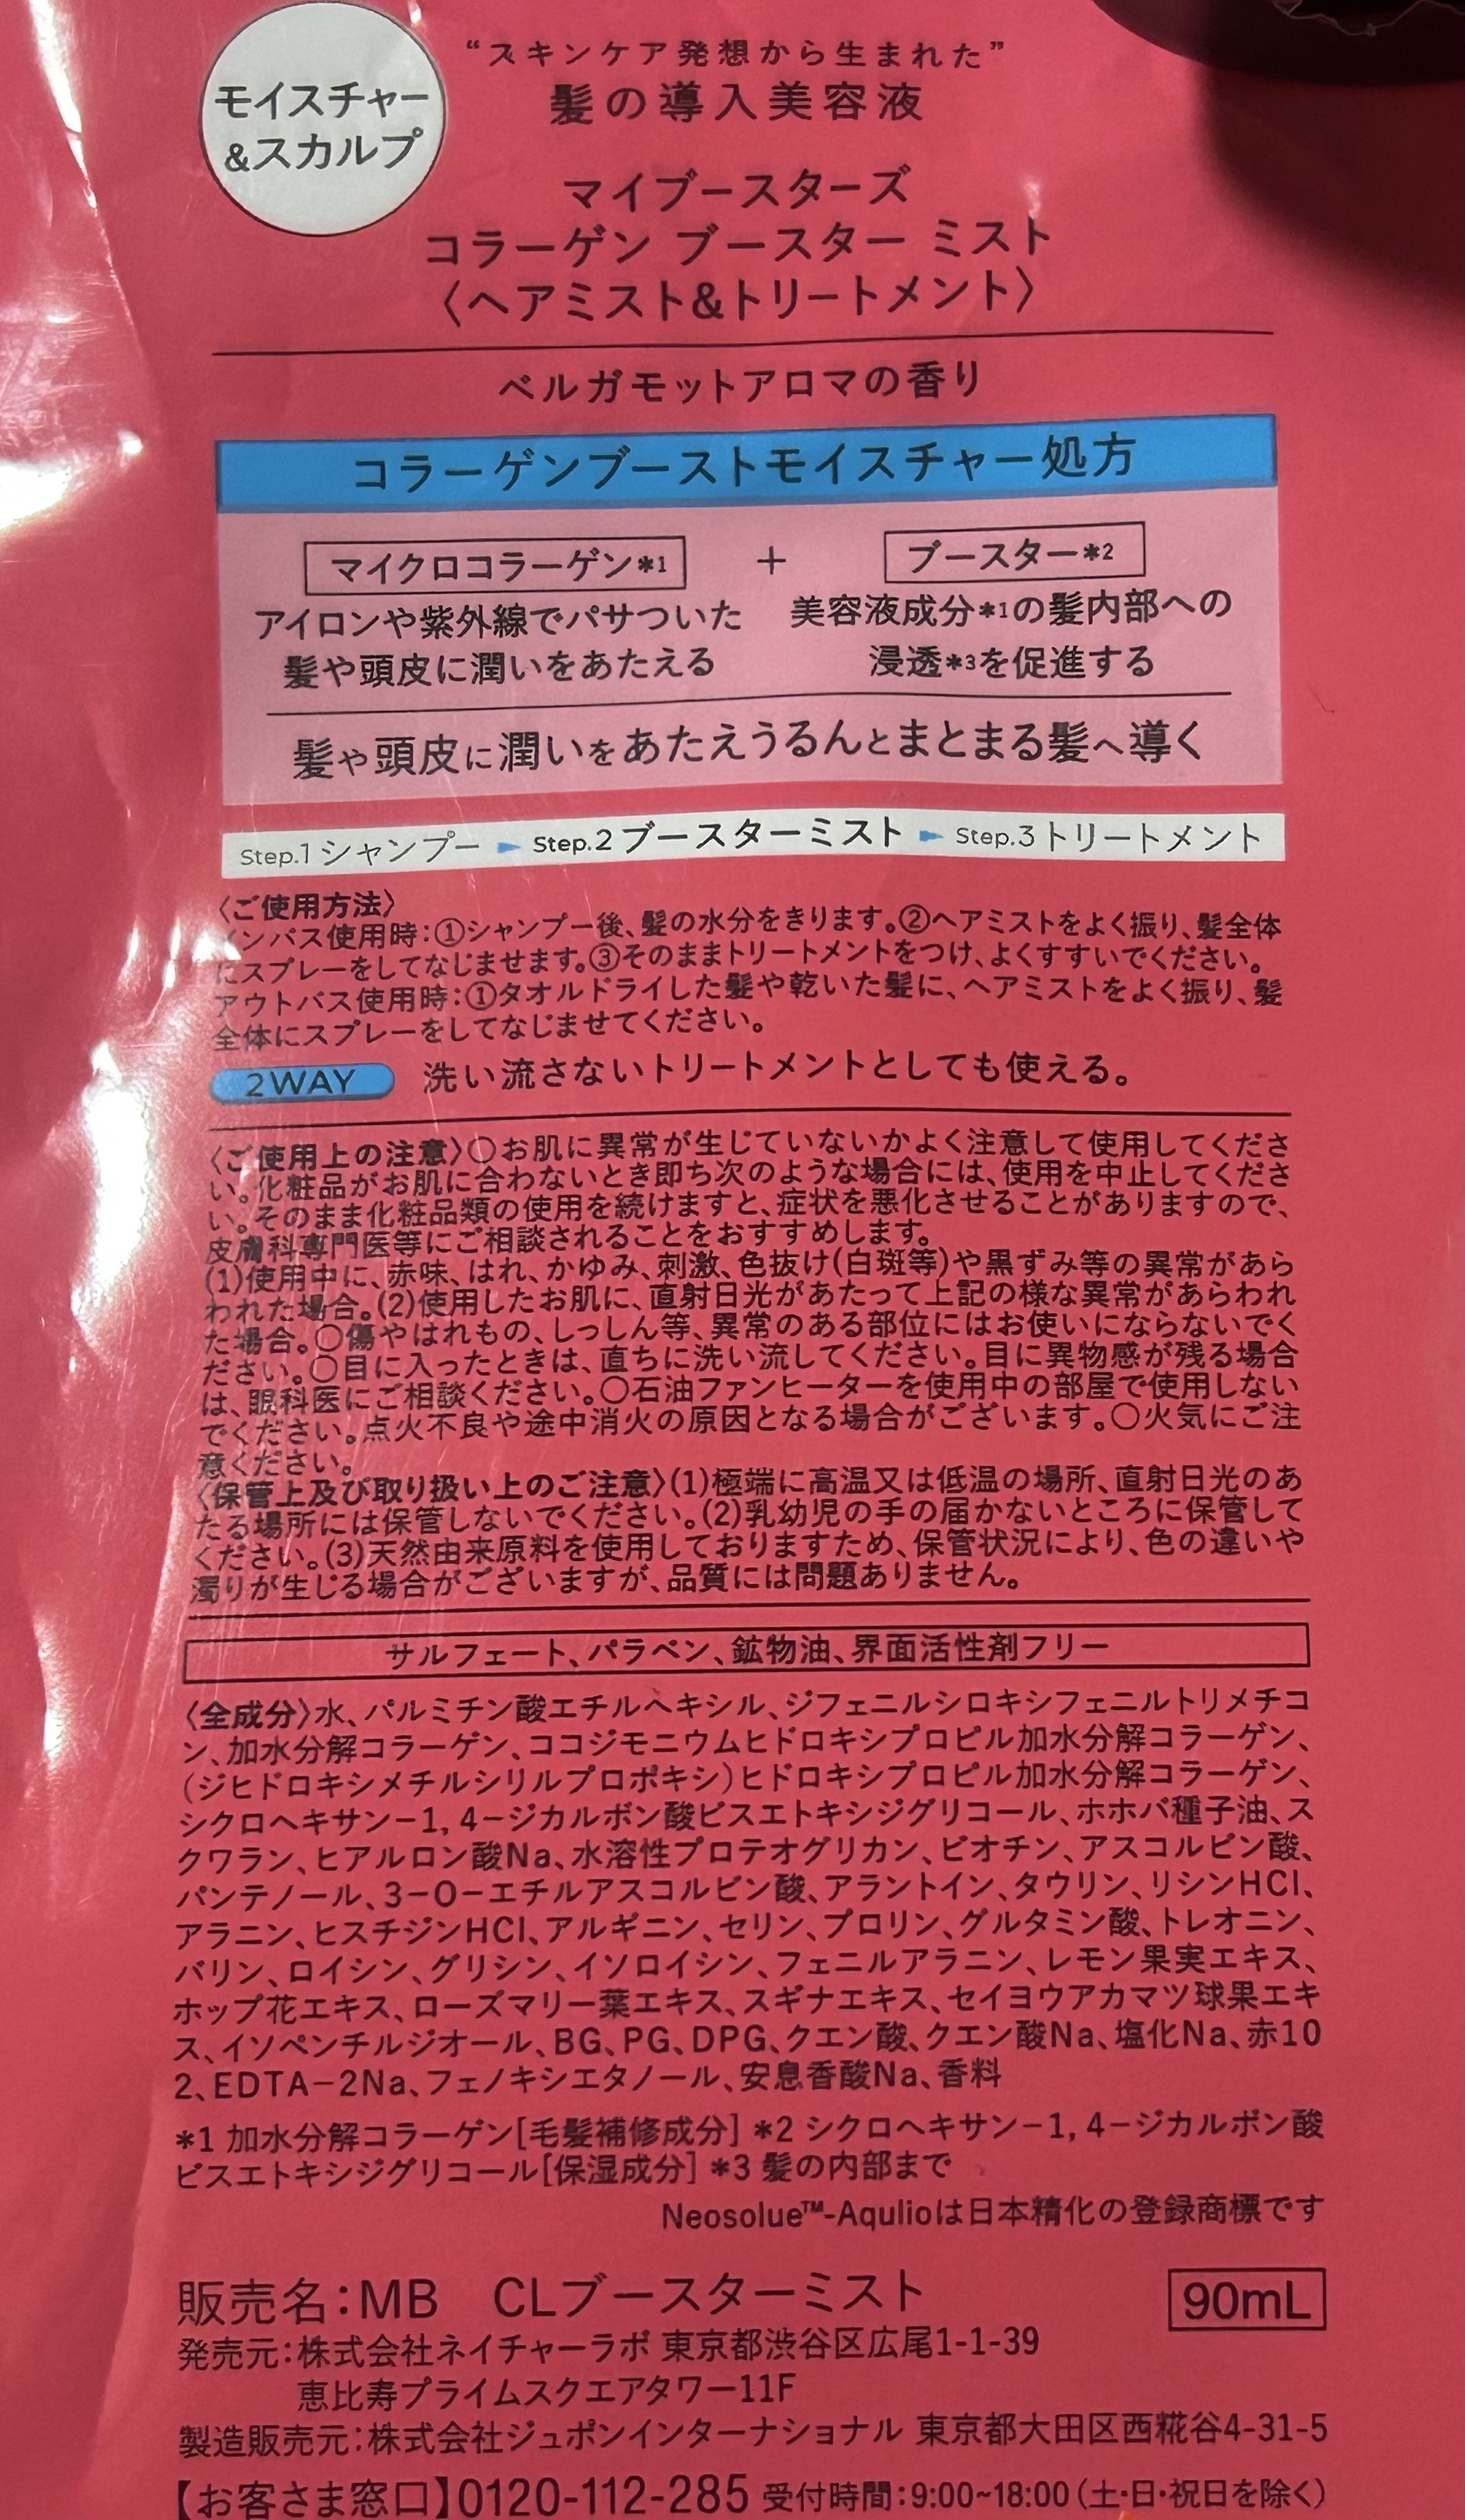 モイスチャー
&スカルプ
“スキンケア発想から生まれた”
髪の導入美容液
マイブースターズ
コラーゲン ブースター ミスト
〈ヘアミスト&トリートメント〉
ベルガモットアロマの香り
コラーゲンブーストモイスチャー処方
マイクロコラーゲン*1
アイロンや紫外線でパサついた
髪や頭皮に潤いをあたえる
+
ブースター*2
美容液成分*1の髪内部への
浸透*3を促進する
髪や頭皮に潤いをあたえうるんとまとまる髪へ導く
Step.1 シャンプー ► Step.2 ブースターミスト ► Step.3 トリートメント
〈ご使用方法〉
インバス使用時:①シャンプー後、髪の水分をきります。②ヘアミストをよく振り、髪全体
にスプレーをしてなじませます。③そのままトリートメントをつけ、よくすすいでください。
アウトバス使用時:①タオルドライした髪や乾いた髪に、ヘアミストをよく振り、髪
全体にスプレーをしてなじませてください。
2WAY 洗い流さないトリートメントとしても使える。
〈ご使用上の注意〉○お肌に異常が生じていないかよく注意して使用してくださ
い。化粧品がお肌に合わないとき即ち次のような場合には、使用を中止してくださ
い。そのまま化粧品類の使用を続けますと、症状を悪化させることがありますので、
皮膚科専門医等にご相談されることをおすすめします。
(1)使用中に、赤味、はれ、かゆみ、刺激、色抜け(白斑等)や黒ずみ等の異常があら
われた場合。(2)使用したお肌に、直射日光があたって上記の様な異常があらわれ
た場合。○傷やはれもの、しっしん等、異常のある部位にはお使いにならないでく
ださい。○目に入ったときは、直ちに洗い流してください。目に異物感が残る場合
は、眼科医にご相談ください。○石油ファンヒーターを使用中の部屋で使用しない
でください。点火不良や途中消火の原因となる場合がございます。○火気にご注
意ください。
〈保管上及び取り扱い上のご注意〉(1)極端に高温又は低温の場所、直射日光のあ
たる場所には保管しないでください。(2)乳幼児の手の届かないところに保管して
ください。(3)天然由来原料を使用しておりますため、保管状況により、色の違いや
濁りが生じる場合がございますが、品質には問題ありません。
サルフェート、パラベン、鉱物油、界面活性剤フリー
〈全成分〉水、パルミチン酸エチルヘキシル、ジフェニルシロキシフェニルトリメチコ
ン、加水分解コラーゲン、ココジモニウムヒドロキシプロピル加水分解コラーゲン、
(ジヒドロキシメチルシリルプロポキシ)ヒドロキシプロピル加水分解コラーゲン、
シクロヘキサン−1, 4−ジカルボン酸ビスエトキシジグリコール、ホホバ種子油、ス
クワラン、ヒアルロン酸Na、水溶性プロテオグリカン、ビオチン、アスコルビン酸、
パンテノール、3−O−エチルアスコルビン酸、アラントイン、タウリン、リシンHCl、
アラニン、ヒスチジンHCl、アルギニン、セリン、プロリン、グルタミン酸、トレオニン、
バリン、ロイシン、グリシン、イソロイシン、フェニルアラニン、レモン果実エキス、
ホップ花エキス、ローズマリー葉エキス、スギナエキス、セイヨウアカマツ球果エキ
ス、イソペンチルジオール、BG、PG、DPG、クエン酸、クエン酸Na、塩化Na、赤10
2、EDTA−2Na、フェノキシエタノール、安息香酸Na、香料
*1 加水分解コラーゲン[毛髪補修成分] *2 シクロヘキサン−1, 4−ジカルボン酸
ビスエトキシジグリコール[保湿成分] *3 髪の内部まで
Neosolue™-Aqulioは日本精化の登録商標です
販売名:MB CLブースターミスト
90mL
発売元:株式会社ネイチャーラボ 東京都渋谷区広尾1-1-39
恵比寿プライムスクエアタワー11F
製造販売元:株式会社ジュポンインターナショナル 東京都大田区西糀谷4-31-5
【お客さま窓口】0120-112-285 受付時間:9:00~18:00(土・日・祝日を除く)